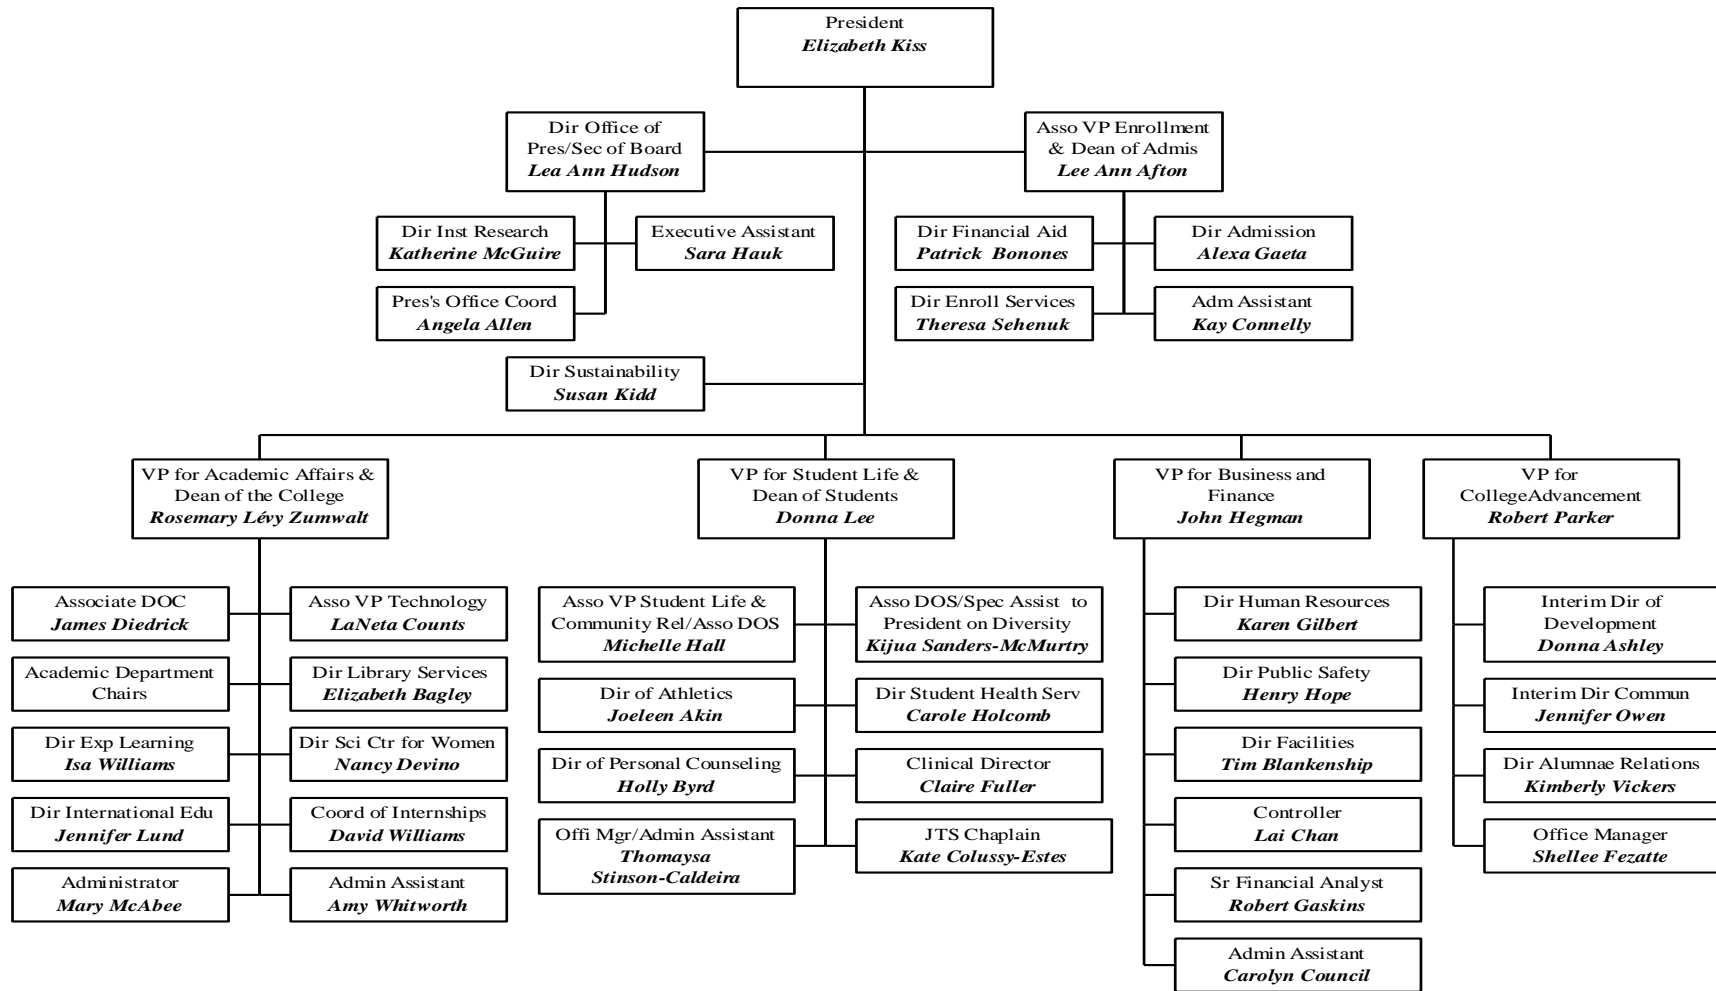 President
Elizabeth Kiss
Dir Office of
Pres/Sec of Board
Lea Ann Hudson
Asso VP Enrollment
& Dean of Admis
Lee Ann Afton
Dir Inst Research
Katherine McGuire
Executive Assistant
Sara Hauk
Dir Financial Aid
Patrick Bonones
Dir Admission
Alexa Gaeta
Pres's Office Coord
Angela Allen
Dir Enroll Services
Theresa Sehenuk
Adm Assistant
Kay Connelly
Dir Sustainability
Susan Kidd
VP for Academic Affairs &
Dean of the College
Rosemary Lévy Zumwalt
VP for Student Life &
Dean of Students
Donna Lee
VP for Business and
Finance
John Hegman
VP for
CollegeAdvancement
Robert Parker
Associate DOC
James Diedrick
Asso VP Technology
LaNeta Counts
Academic Department
Chairs
Dir Library Services
Elizabeth Bagley
Dir Exp Learning
Isa Williams
Dir Sci Ctr for Women
Nancy Devino
Dir International Edu
Jennifer Lund
Coord of Internships
David Williams
Administrator
Mary McAbee
Admin Assistant
Amy Whitworth
Asso VP Student Life &
Community Rel/Asso DOS
Michelle Hall
Asso DOS/Spec Assist to
President on Diversity
Kijua Sanders-McMurtry
Dir of Athletics
Joeleen Akin
Dir Student Health Serv
Carole Holcomb
Dir of Personal Counseling
Holly Byrd
Clinical Director
Claire Fuller
Offi Mgr/Admin Assistant
Thomaysa
Stinson-Caldeira
JTS Chaplain
Kate Colussy-Estes
Dir Human Resources
Karen Gilbert
Dir Public Safety
Henry Hope
Dir Facilities
Tim Blankenship
Controller
Lai Chan
Sr Financial Analyst
Robert Gaskins
Admin Assistant
Carolyn Council
Interim Dir of
Development
Donna Ashley
Interim Dir Commun
Jennifer Owen
Dir Alumnae Relations
Kimberly Vickers
Office Manager
Shellee Fezatte